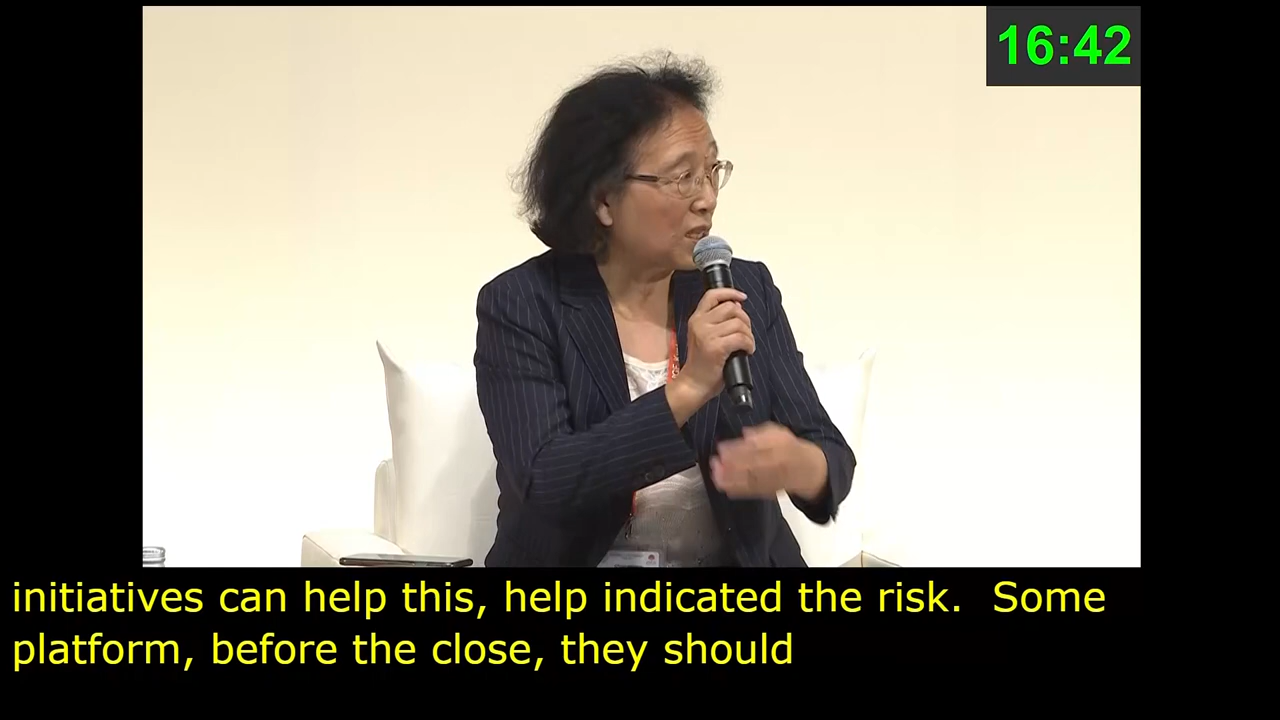 16:42
initiatives can help this, help indicated the risk.  Some
platform, before the close, they should